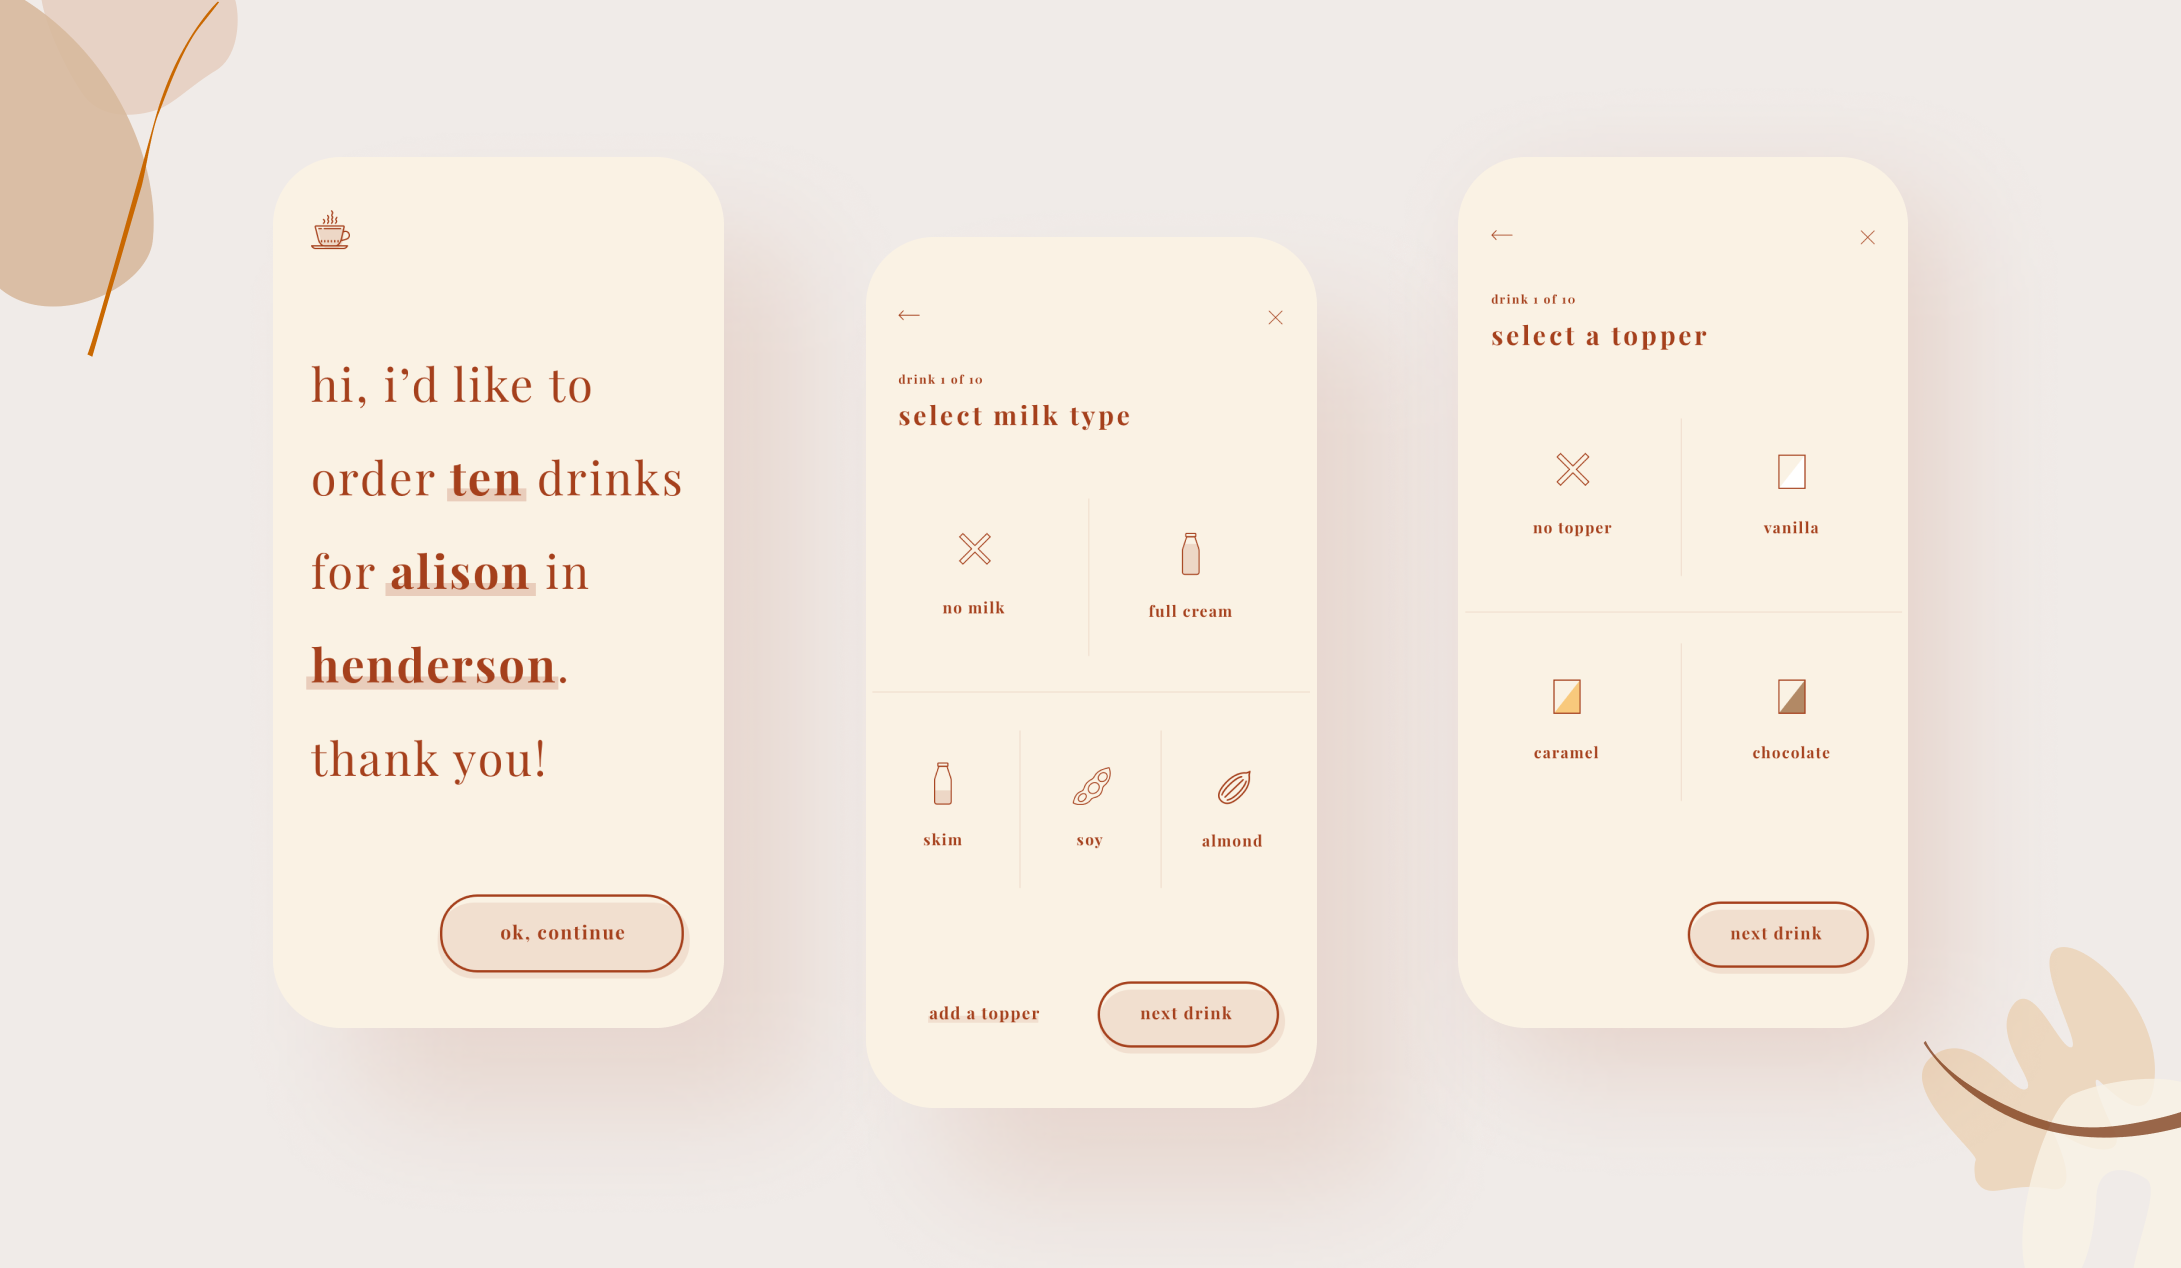 hi, i’d like to
order ten drinks
for alison in
henderson.
thank you!
ok, continue
drink 1 of 10
select milk type
no milk
full cream
skim
soy
almond
add a topper
next drink
drink 1 of 10
select a topper
no topper
vanilla
caramel
chocolate
next drink